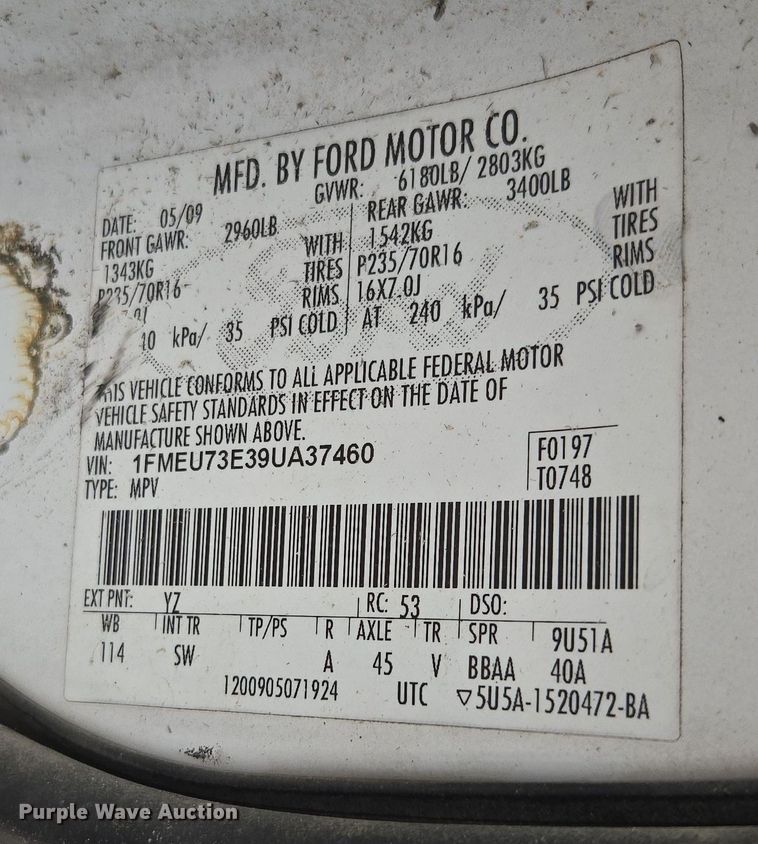 MFD. BY FORD MOTOR CO.
DATE: 05/09 GVWR: 6180LB/ 2803KG
FRONT GAWR: 2960LB REAR GAWR: 3400LB
1343KG WITH 1542KG WITH
P235/70R16 TIRES P235/70R16 TIRES
RIMS 16X7.0J RIMS
kPa/ 35 PSI COLD AT 240 kPa/ 35 PSI COLD
THIS VEHICLE CONFORMS TO ALL APPLICABLE FEDERAL MOTOR
VEHICLE SAFETY STANDARDS IN EFFECT ON THE DATE OF
MANUFACTURE SHOWN ABOVE.
VIN: 1FMEU73E39UA37460 F0197
TYPE: MPV T0748
EXT PNT: YZ RC: 53 DSO:
WB INT TR TP/PS R AXLE TR SPR 9U51A
114 SW A 45 V BBAA 40A
1200905071924 UTC ▽5U5A-1520472-BA
Purple Wave Auction